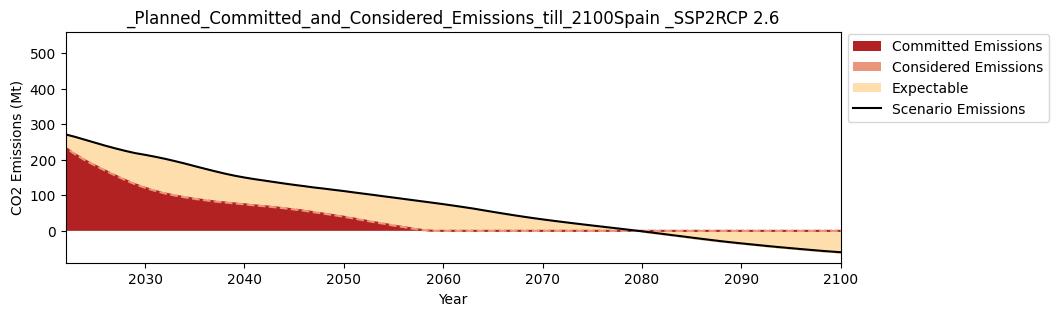 _Planned_Committed_and_Considered_Emissions_till_2100Spain _SSP2RCP 2.6
500
400
300
200
100
0
CO2 Emissions (Mt)
2030 2040 2050 2060 2070 2080 2090 2100
Year
Committed Emissions
Considered Emissions
Expectable
Scenario Emissions